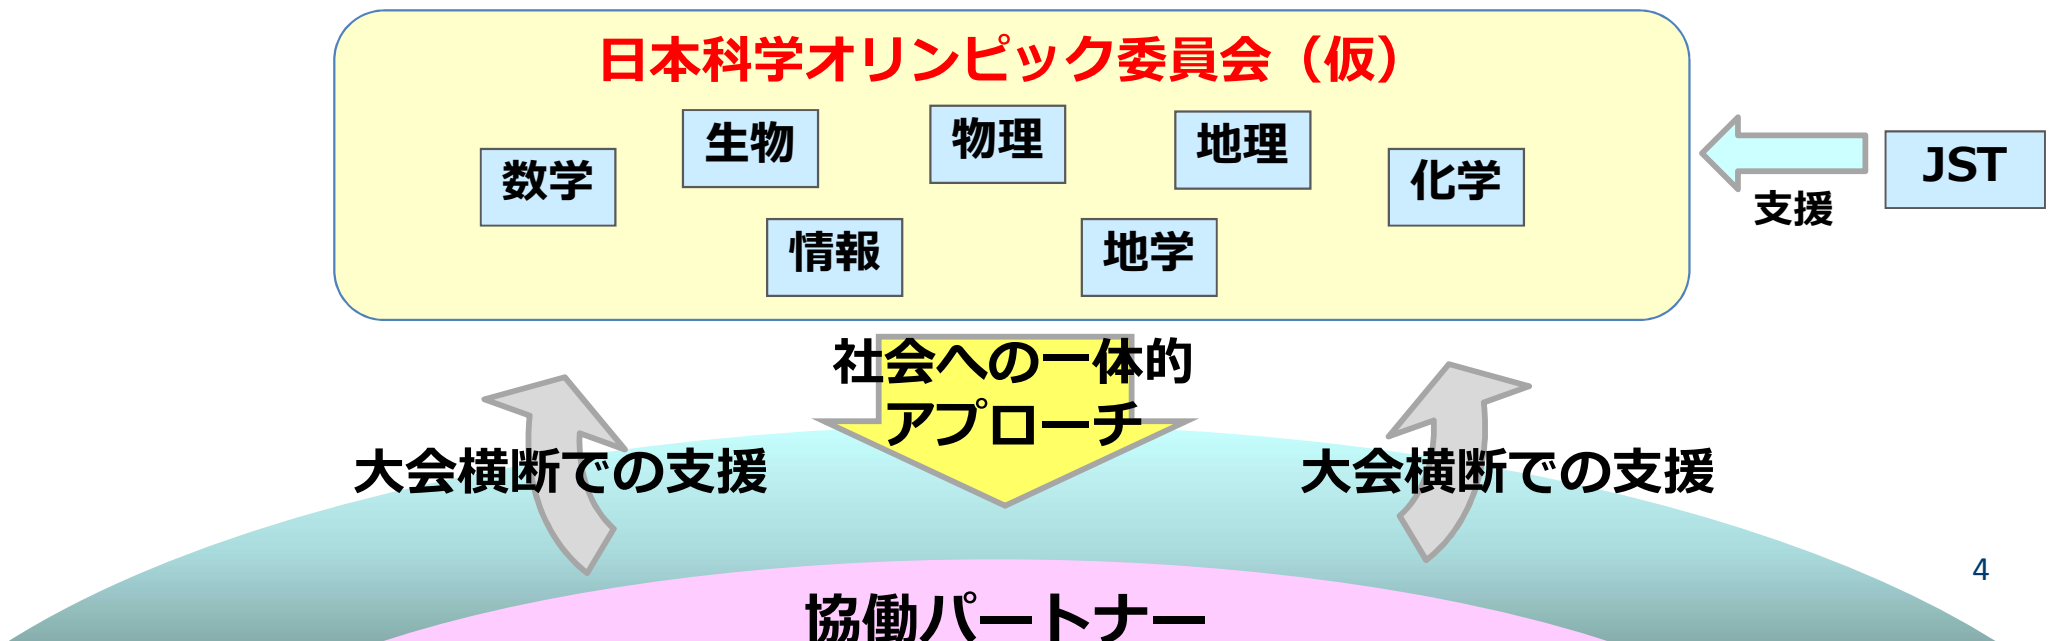 日本科学オリンピック委員会（仮）
数学
生物
物理
地理
化学
情報
地学
JST
支援
社会への一体的
アプローチ
大会横断での支援
大会横断での支援
協働パートナー
4